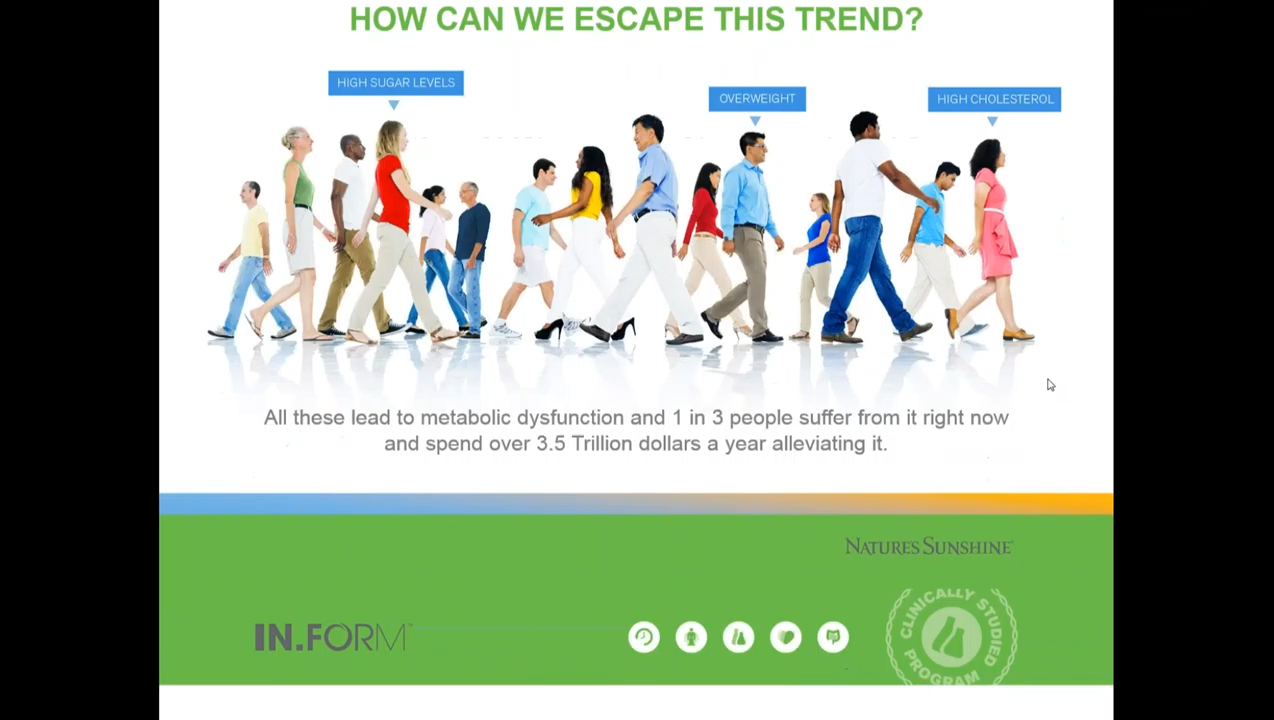 HOW CAN WE ESCAPE THIS TREND?
HIGH SUGAR LEVELS
OVERWEIGHT
HIGH CHOLESTEROL
All these lead to metabolic dysfunction and 1 in 3 people suffer from it right now
and spend over 3.5 Trillion dollars a year alleviating it.
NATURE'S SUNSHINE
IN.FORM
CLINICALLY STUDIED
PROGRAM